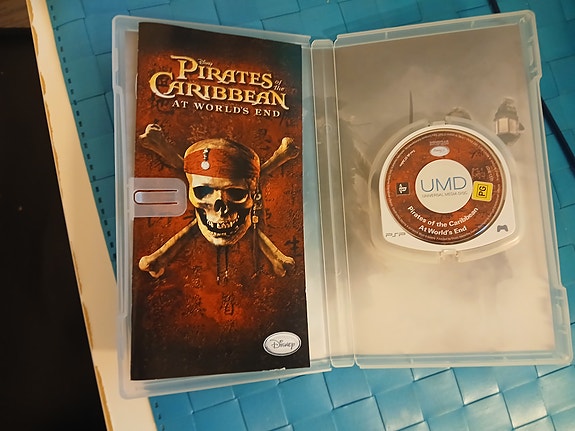 Disney
PIRATES of the
CARIBBEAN
AT WORLD'S END
Disney
UMD
UNIVERSAL MEDIA DISC
PG
Pirates of the Caribbean
At World's End
PSP